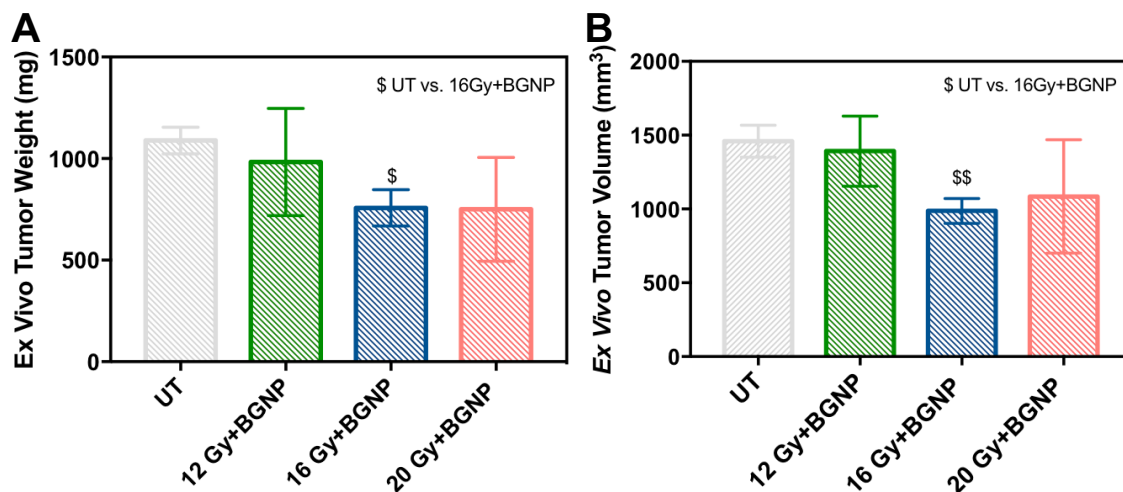 A
Ex Vivo Tumor Weight (mg)
1500
1000
500
0
$ UT vs. 16Gy+BGNP
$
UT
12 Gy+BGNP
16 Gy+BGNP
20 Gy+BGNP
B
Ex Vivo Tumor Volume (mm³)
2000
1500
1000
500
0
$ UT vs. 16Gy+BGNP
$$
UT
12 Gy+BGNP
16 Gy+BGNP
20 Gy+BGNP